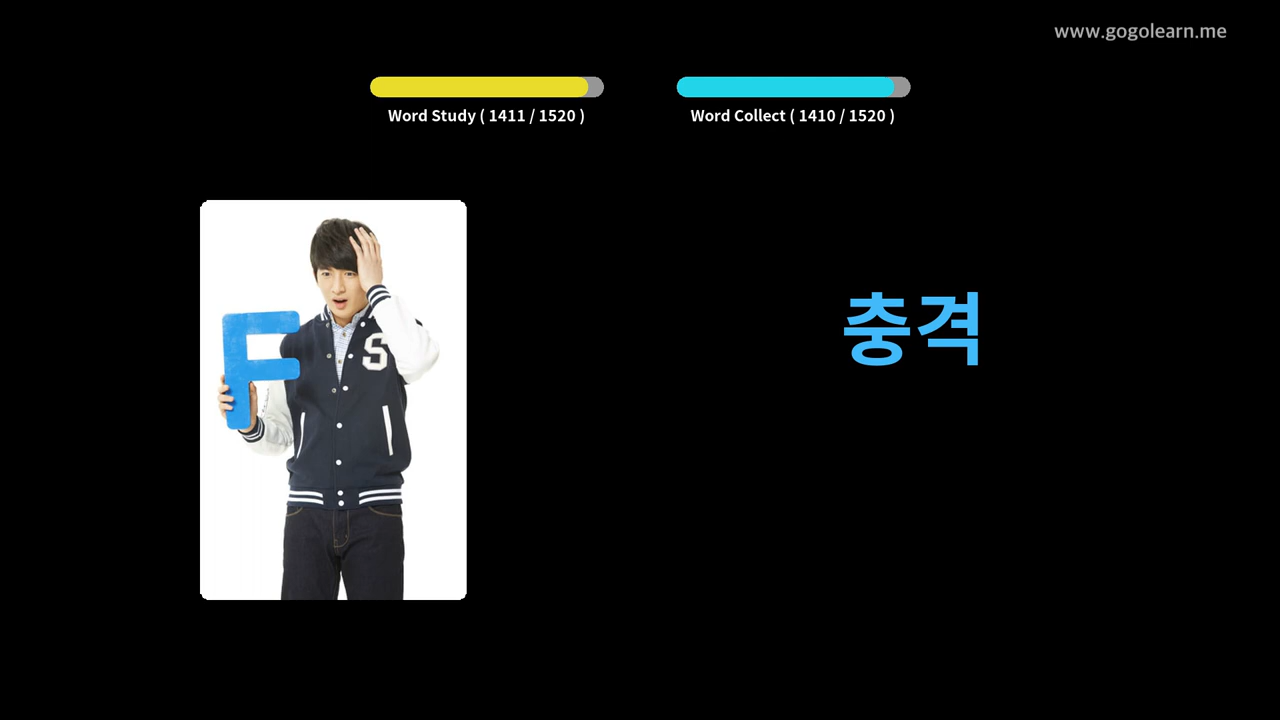 www.gogolearn.me
Word Study ( 1411 / 1520 )
Word Collect ( 1410 / 1520 )
충격
F
S